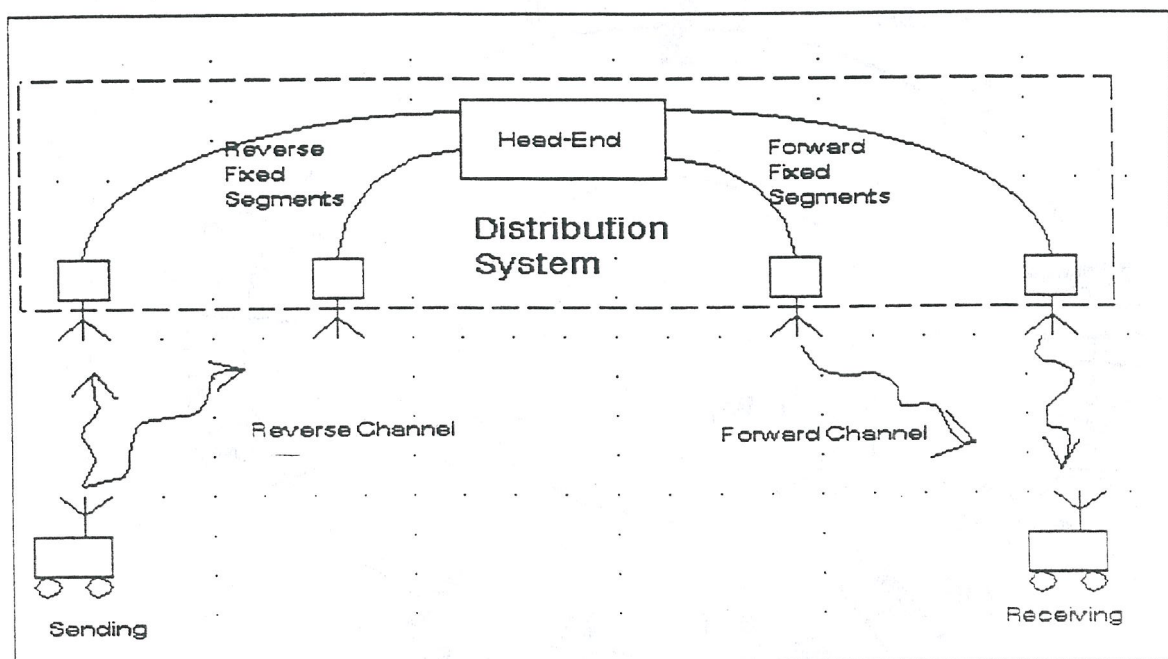 Head-End
Reverse
Fixed
Segments
Forward
Fixed
Segments
Distribution
System
Reverse Channel
Forward Channel
Sending
Receiving